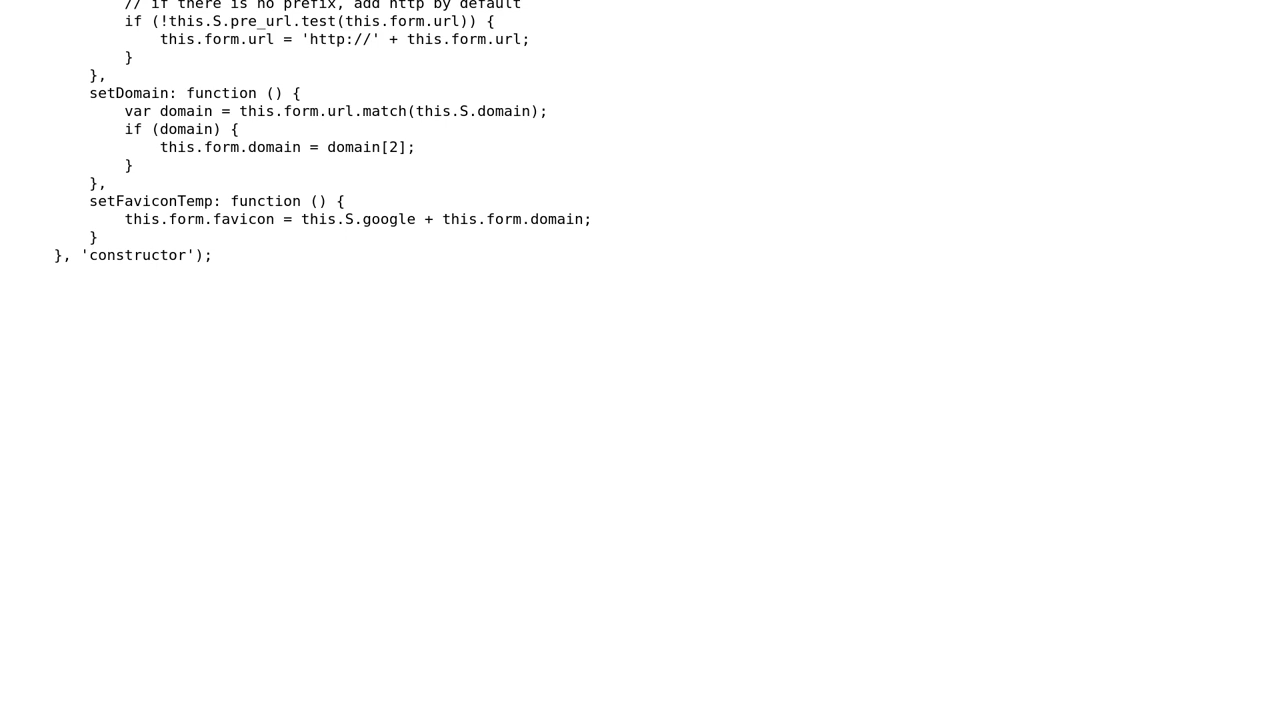 // if there is no prefix, add http by default
if (!this.S.pre_url.test(this.form.url)) {
this.form.url = 'http://' + this.form.url;
}
},
setDomain: function () {
var domain = this.form.url.match(this.S.domain);
if (domain) {
this.form.domain = domain[2];
}
},
setFaviconTemp: function () {
this.form.favicon = this.S.google + this.form.domain;
}
}, 'constructor');